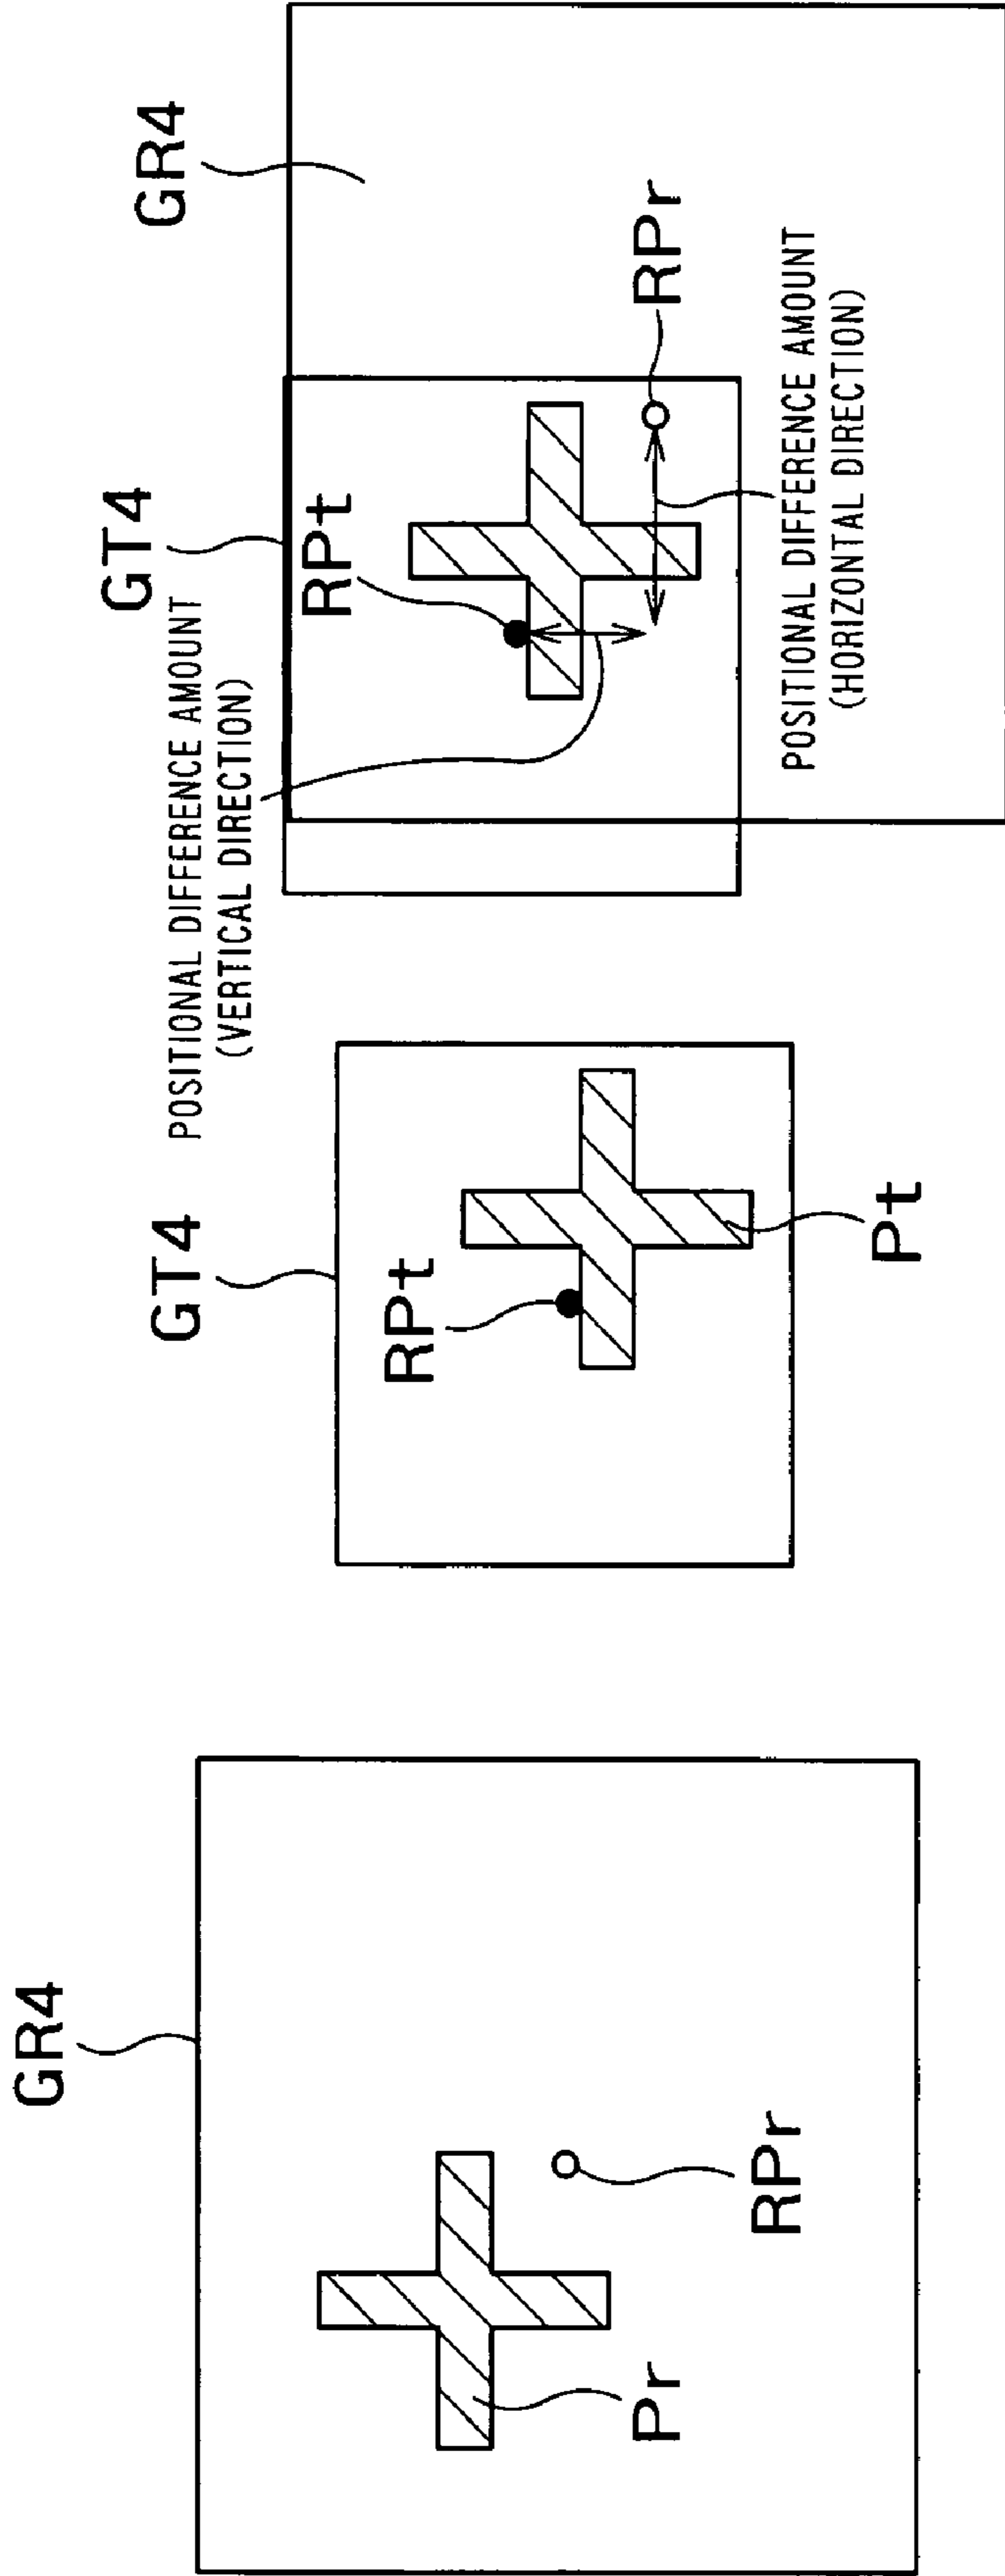 GR4
Pr
RPr
GT4
RPt
Pt
GT4
GR4
POSITIONAL DIFFERENCE AMOUNT
(VERTICAL DIRECTION)
RPt
RPr
POSITIONAL DIFFERENCE AMOUNT
(HORIZONTAL DIRECTION)